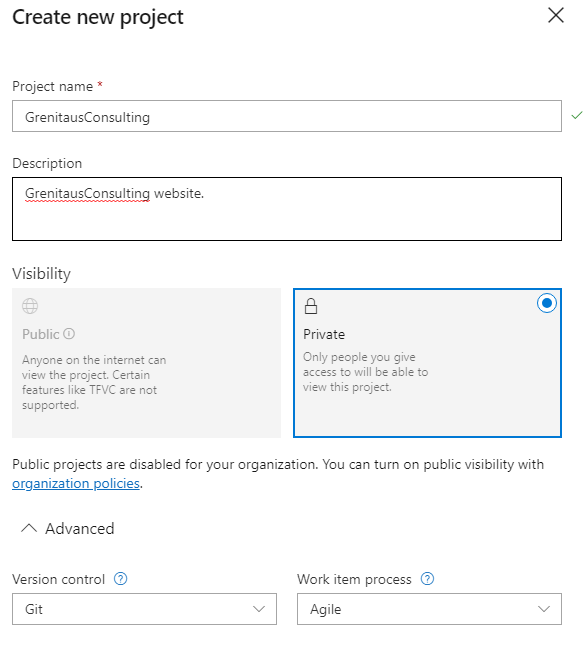 Create new project
Project name *
GrenitausConsulting
Description
GrenitausConsulting website.
Visibility
Public
Anyone on the internet can
view the project. Certain
features like TFVC are not
supported.
Private
Only people you give
access to will be able to
view this project.
Public projects are disabled for your organization. You can turn on public visibility with
organization policies.
Advanced
Version control
Work item process
Git
Agile